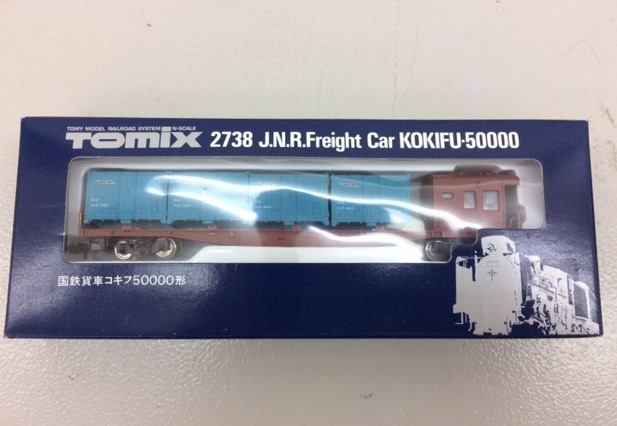 TOMY MODEL RAILROAD SYSTEM N-SCALE
TOMIX 2738 J.N.R.Freight Car KOKIFU-50000
国鉄貨車コキフ50000形